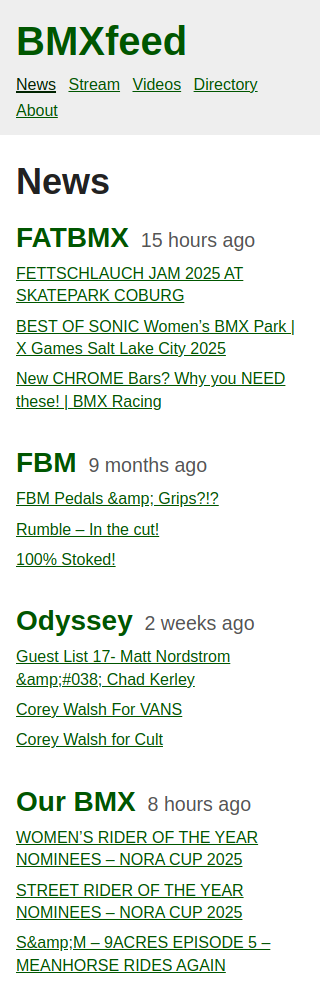 BMXfeed
News Stream Videos Directory
About
News
FATBMX 15 hours ago
FETTSCHLAUCH JAM 2025 AT
SKATEPARK COBURG
BEST OF SONIC Women’s BMX Park |
X Games Salt Lake City 2025
New CHROME Bars? Why you NEED
these! | BMX Racing
FBM 9 months ago
FBM Pedals &amp; Grips?!?
Rumble – In the cut!
100% Stoked!
Odyssey 2 weeks ago
Guest List 17- Matt Nordstrom
&amp;#038; Chad Kerley
Corey Walsh For VANS
Corey Walsh for Cult
Our BMX 8 hours ago
WOMEN’S RIDER OF THE YEAR
NOMINEES – NORA CUP 2025
STREET RIDER OF THE YEAR
NOMINEES – NORA CUP 2025
S&amp;M – 9ACRES EPISODE 5 –
MEANHORSE RIDES AGAIN